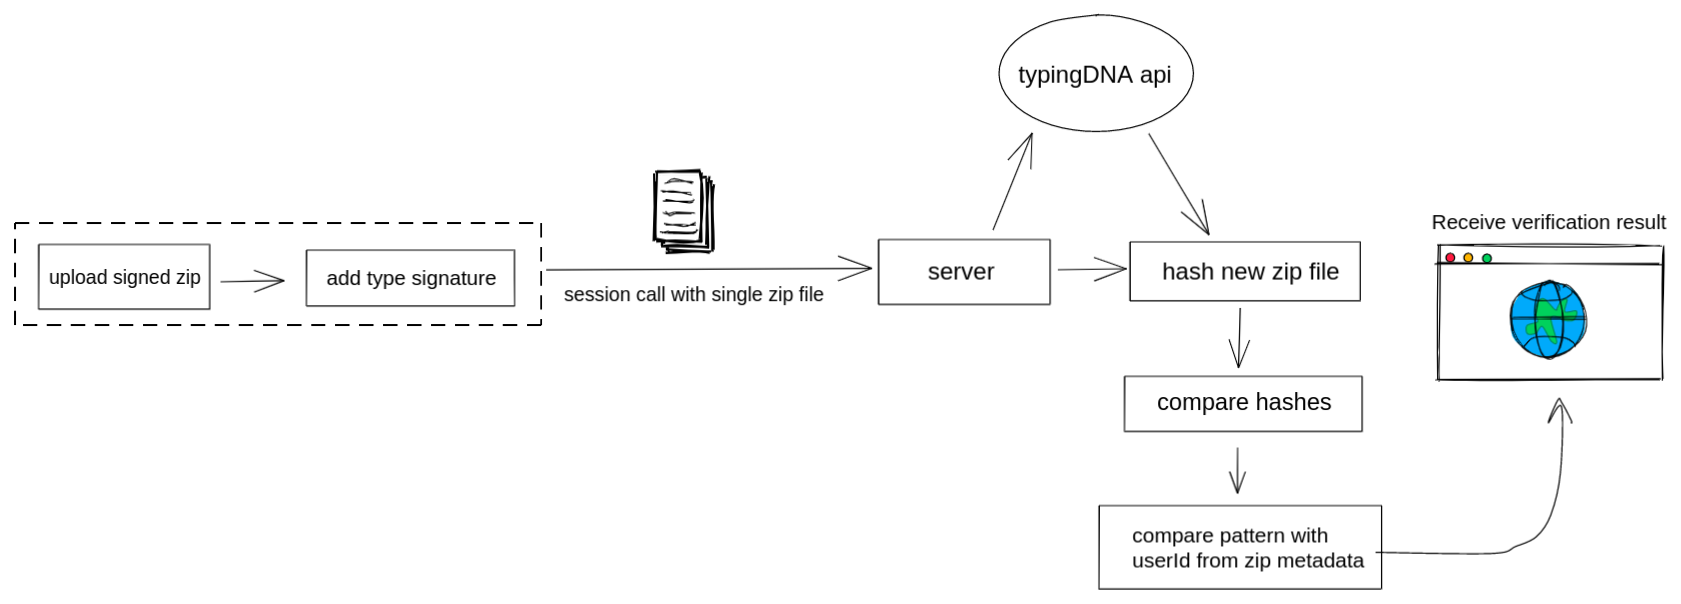 typingDNA api
Receive verification result
upload signed zip
add type signature
session call with single zip file
server
hash new zip file
compare hashes
compare pattern with
userId from zip metadata